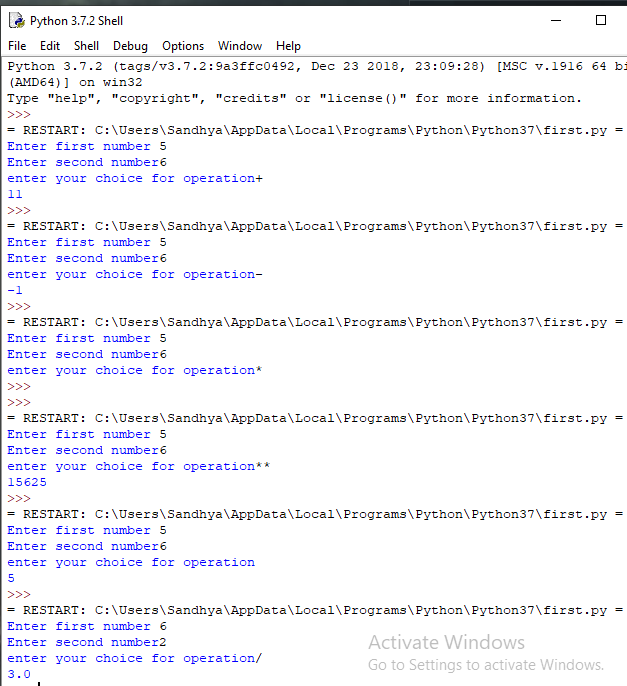 Python 3.7.2 Shell
File Edit Shell Debug Options Window Help
Python 3.7.2 (tags/v3.7.2:9a3ffc0492, Dec 23 2018, 23:09:28) [MSC v.1916 64 bi
(AMD64)] on win32
Type "help", "copyright", "credits" or "license()" for more information.
>>>
= RESTART: C:\Users\Sandhya\AppData\Local\Programs\Python\Python37\first.py =
Enter first number 5
Enter second number6
enter your choice for operation+
11
>>>
= RESTART: C:\Users\Sandhya\AppData\Local\Programs\Python\Python37\first.py =
Enter first number 5
Enter second number6
enter your choice for operation-
-1
>>>
= RESTART: C:\Users\Sandhya\AppData\Local\Programs\Python\Python37\first.py =
Enter first number 5
Enter second number6
enter your choice for operation*
>>>
>>>
= RESTART: C:\Users\Sandhya\AppData\Local\Programs\Python\Python37\first.py =
Enter first number 5
Enter second number6
enter your choice for operation**
15625
>>>
= RESTART: C:\Users\Sandhya\AppData\Local\Programs\Python\Python37\first.py =
Enter first number 5
Enter second number6
enter your choice for operation
5
>>>
= RESTART: C:\Users\Sandhya\AppData\Local\Programs\Python\Python37\first.py =
Enter first number 6
Enter second number2
enter your choice for operation/
3.0
Activate Windows
Go to Settings to activate Windows.